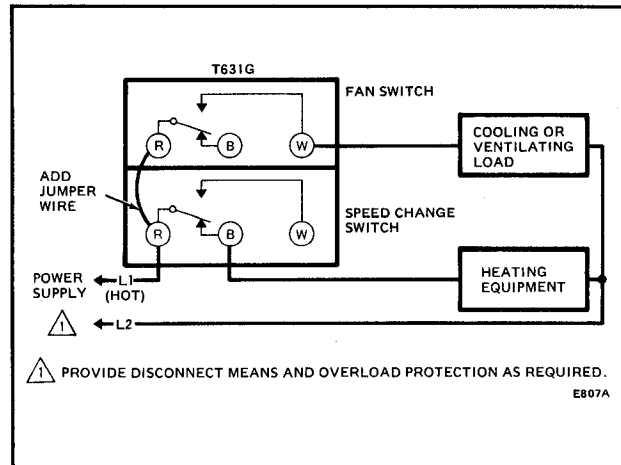 T631G
FAN SWITCH
R
B
W
COOLING OR
VENTILATING
LOAD
ADD
JUMPER
WIRE
SPEED CHANGE
SWITCH
R
B
W
HEATING
EQUIPMENT
POWER
SUPPLY
L1
(HOT)
1
L2
1 PROVIDE DISCONNECT MEANS AND OVERLOAD PROTECTION AS REQUIRED.
E807A